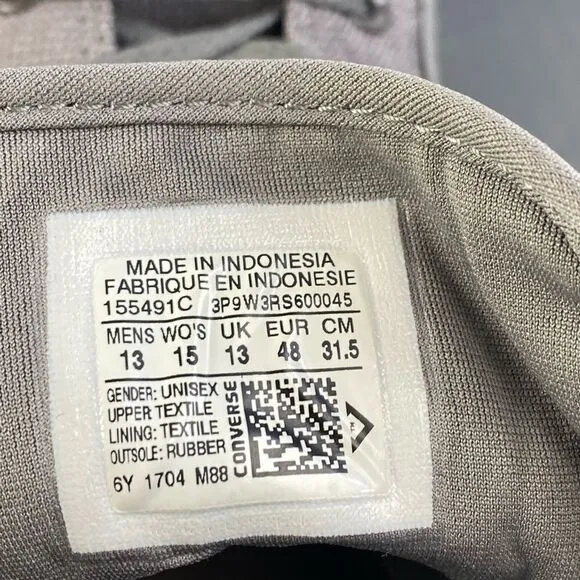 MADE IN INDONESIA
FABRIQUE EN INDONESIE
155491C 3P9W3RS600045
MENS WO'S UK EUR CM
13 15 13 48 31.5
GENDER: UNISEX
UPPER TEXTILE
LINING: TEXTILE
OUTSOLE: RUBBER
6Y 1704 M88
CONVERSE